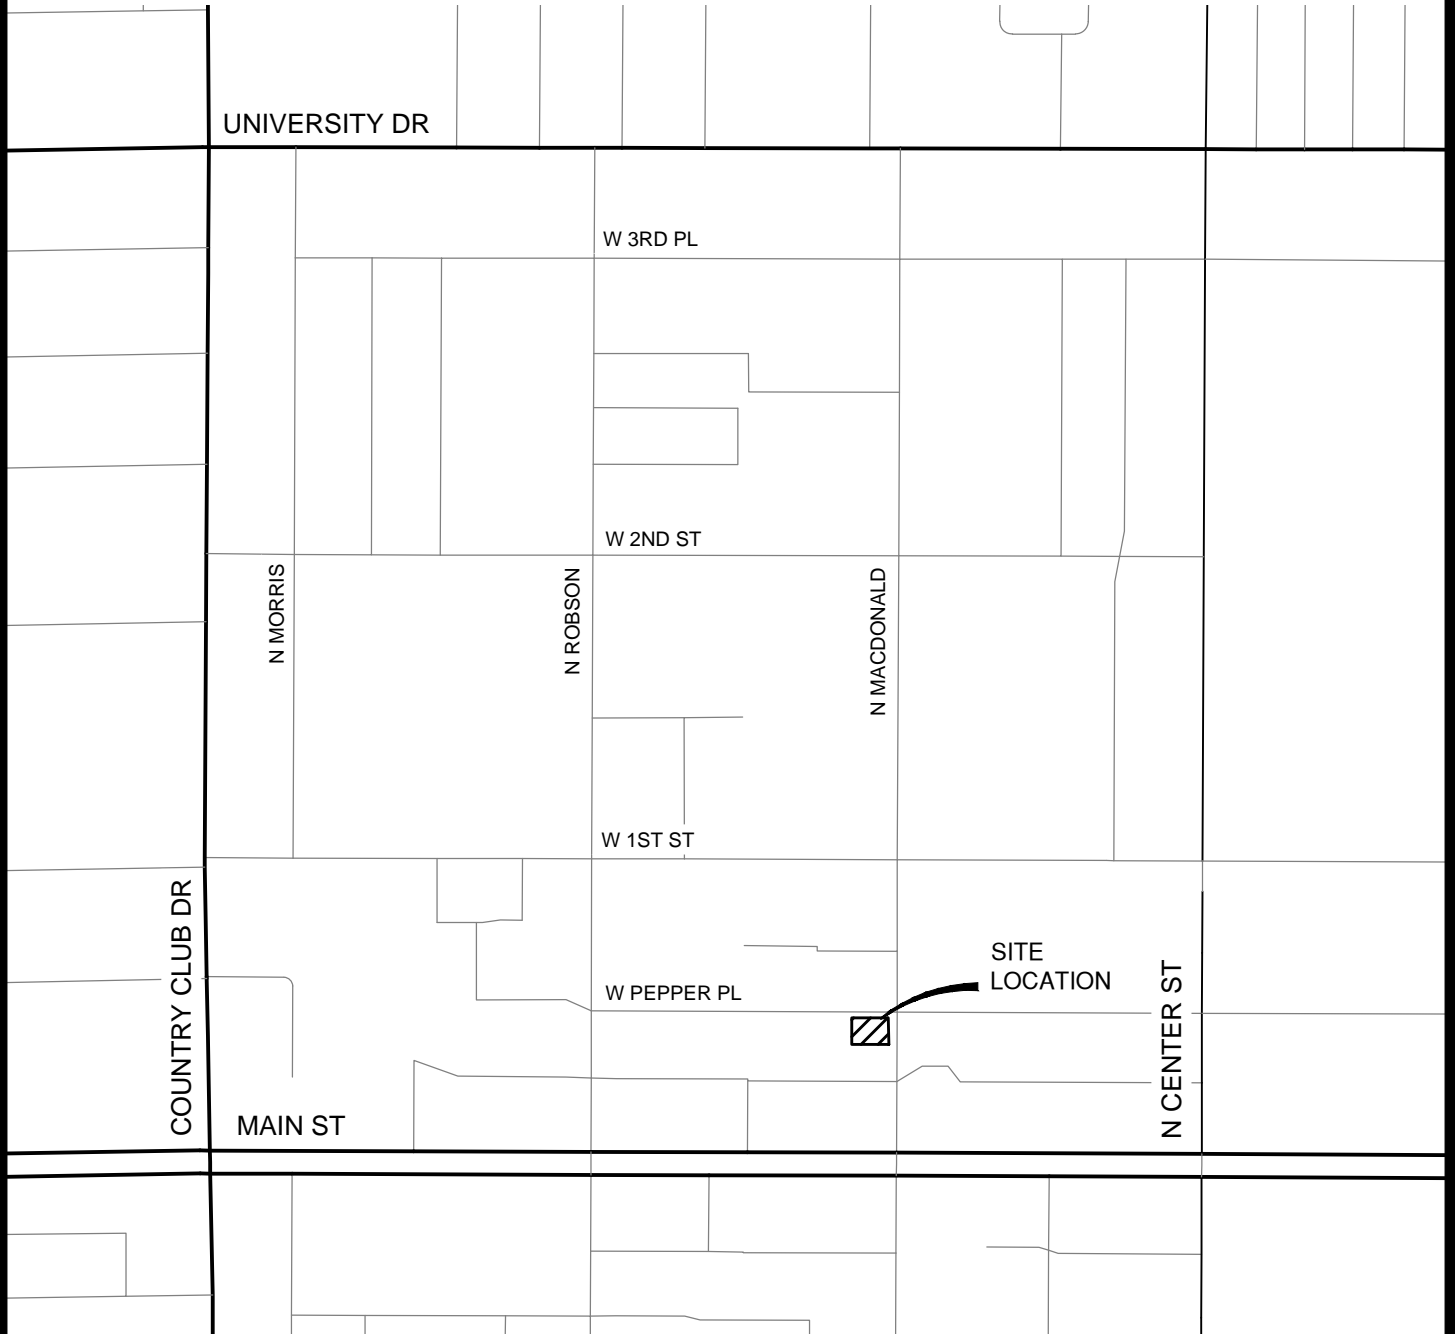 UNIVERSITY DR
W 3RD PL
W 2ND ST
N MORRIS
N ROBSON
N MACDONALD
W 1ST ST
COUNTRY CLUB DR
SITE
LOCATION
W PEPPER PL
N CENTER ST
MAIN ST